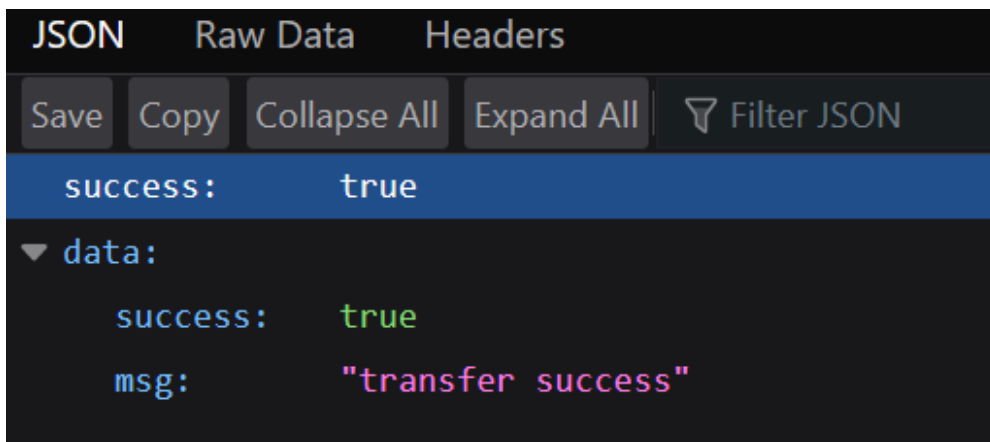 JSON Raw Data Headers
Save Copy Collapse All Expand All Filter JSON
success: true
data:
success: true
msg: "transfer success"